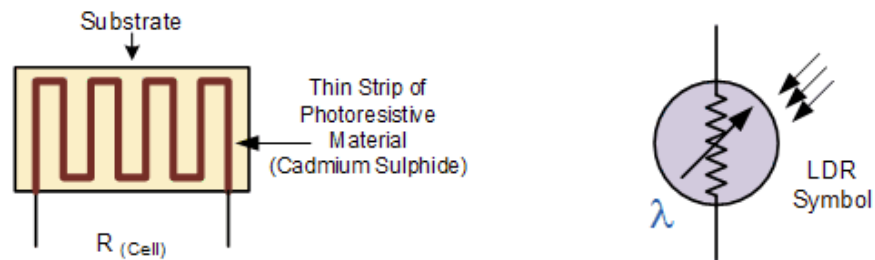 Substrate
Thin Strip of
Photoresistive
Material
(Cadmium Sulphide)
R (Cell)
λ
LDR
Symbol